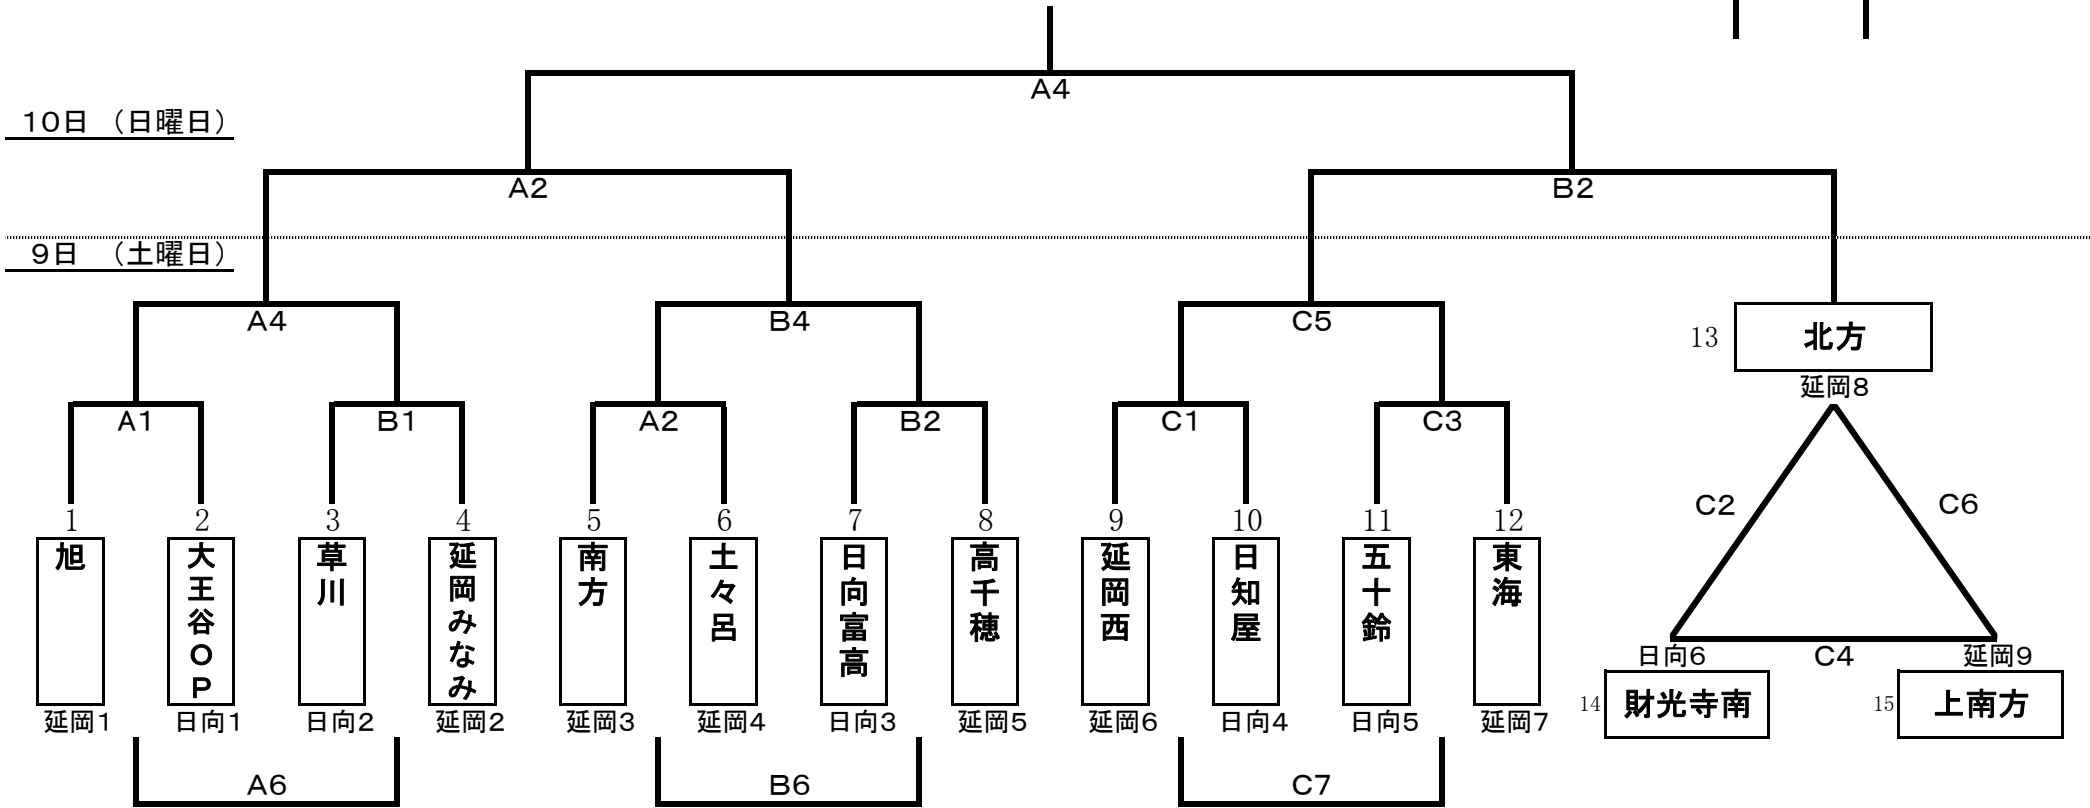 A4
10日 （日曜日）
A2
B2
9日 （土曜日）
A4
B4
C5
13
北方
延岡8
A1
B1
A2
B2
C1
C3
C2
C6
1
2
3
4
5
6
7
8
9
10
11
12
旭
大王谷OP
草川
延岡みなみ
南方
土々呂
日向富高
高千穂
延岡西
日知屋
五十鈴
東海
日向6
C4
延岡9
14
財光寺南
15
上南方
延岡1
日向1
日向2
延岡2
延岡3
延岡4
日向3
延岡5
延岡6
日向4
日向5
延岡7
A6
B6
C7